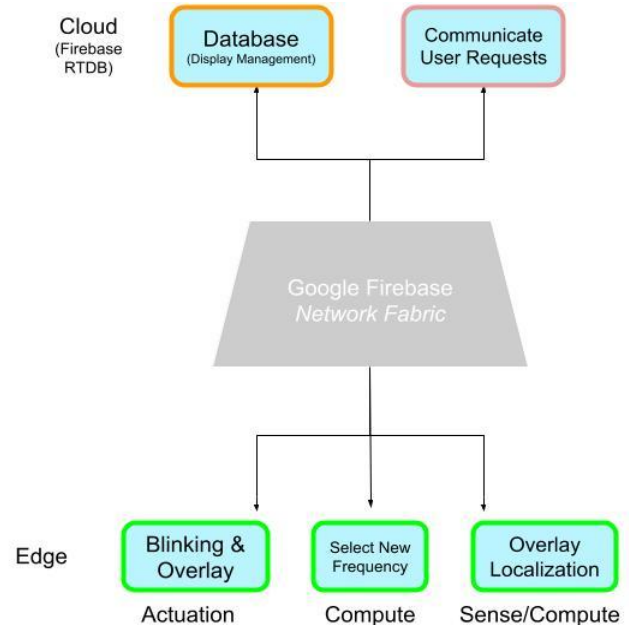 Cloud
(Firebase
RTDB)
Database
(Display Management)
Communicate
User Requests
Google Firebase
Network Fabric
Edge
Blinking &
Overlay
Select New
Frequency
Overlay
Localization
Actuation
Compute
Sense/Compute